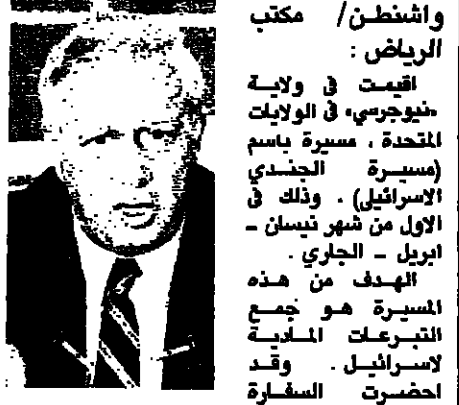 واشنطن/ مكتب
الرياض :
اقيمت في ولاية
«نيوجرسي» في الولايات
المتحدة ، مسيرة باسم
(مسيرة الجندي
الاسرائيلي) . وذلك في
الاول من شهر نيسان -
ابريل - الجاري .
الهدف من هذه
المسيرة هو جمع
التبرعات المادية
لاسرائيل . وقد
احضرت السفارة